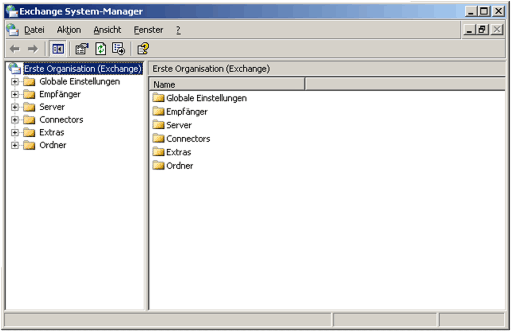 Exchange System-Manager
Datei Aktion Ansicht Fenster ?
Erste Organisation (Exchange)
Globale Einstellungen
Empfänger
Server
Connectors
Extras
Ordner
Erste Organisation (Exchange)
Name
Globale Einstellungen
Empfänger
Server
Connectors
Extras
Ordner